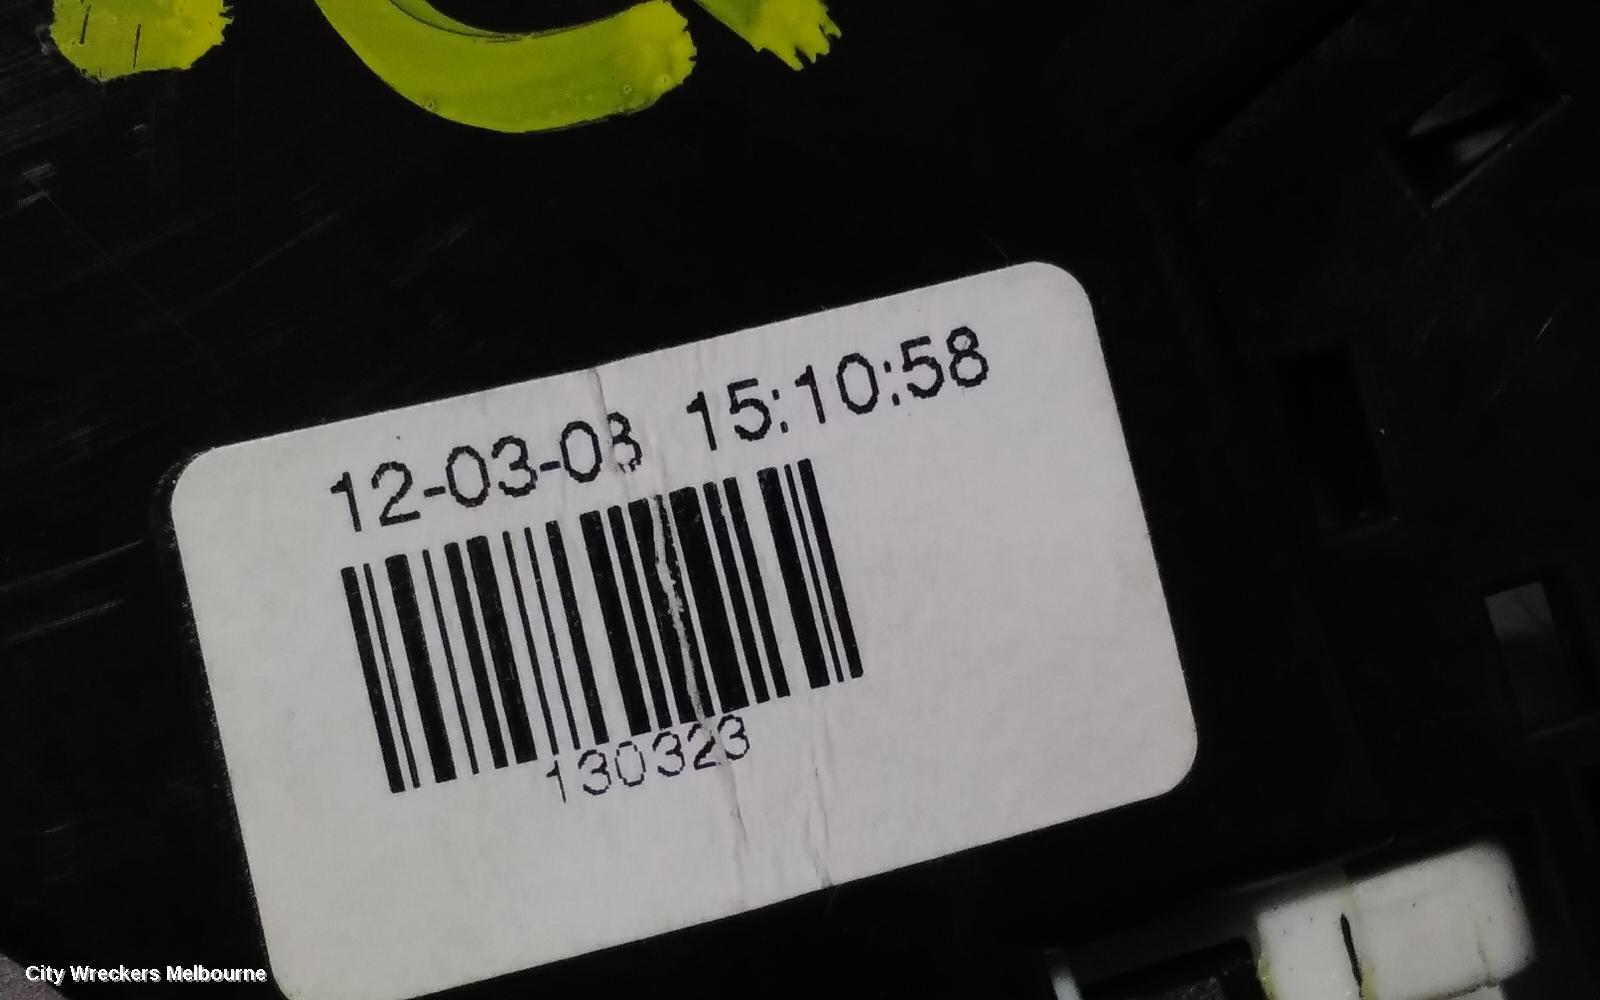 12-03-08 15:10:58
130323
City Wreckers Melbourne